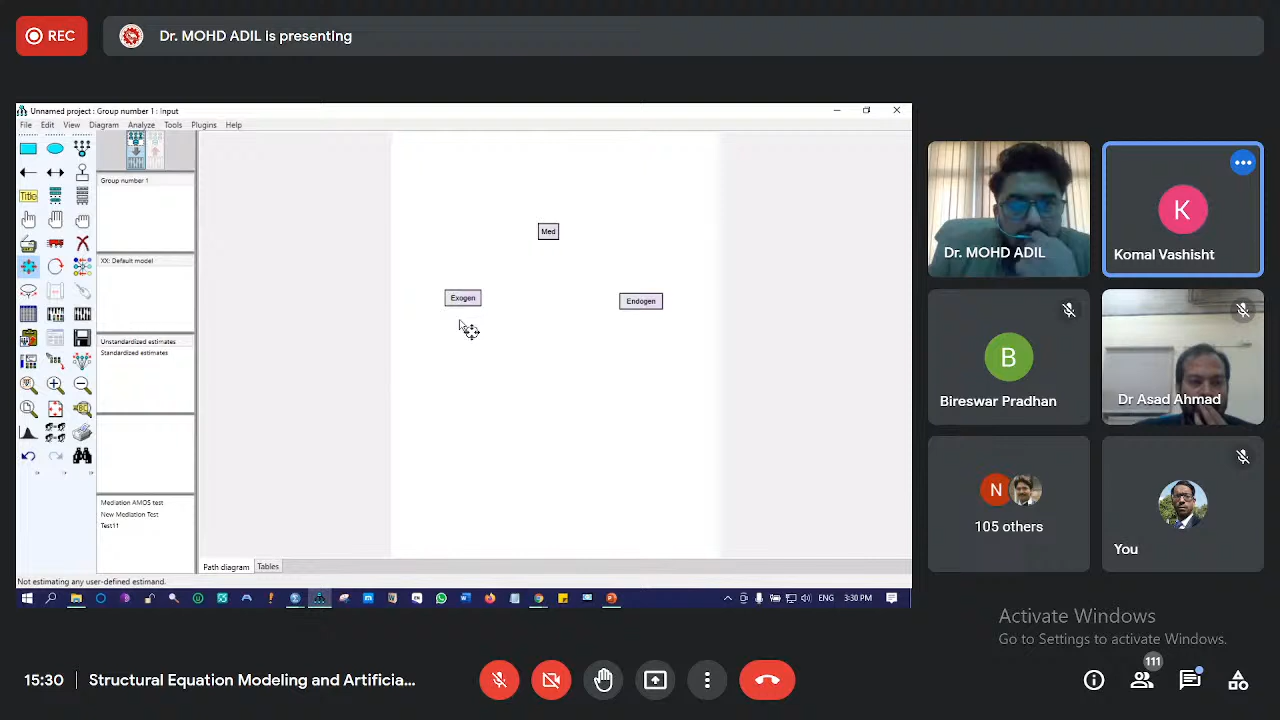 REC
Dr. MOHD ADIL is presenting
Unnamed project : Group number 1 : Input
File Edit View Diagram Analyze Tools Plugins Help
Title
Group number 1
XX: Default model
Unstandardized estimates
Standardized estimates
Mediation AMOS test
New Mediation Test
Test11
Med
Exogen
Endogen
Path diagram Tables
Not estimating any user-defined estimand.
ENG 3:30 PM
Dr. MOHD ADIL
K
Komal Vashisht
B
Bireswar Pradhan
Dr Asad Ahmad
N
105 others
You
Activate Windows
Go to Settings to activate Windows.
15:30 Structural Equation Modeling and Artificia...
111